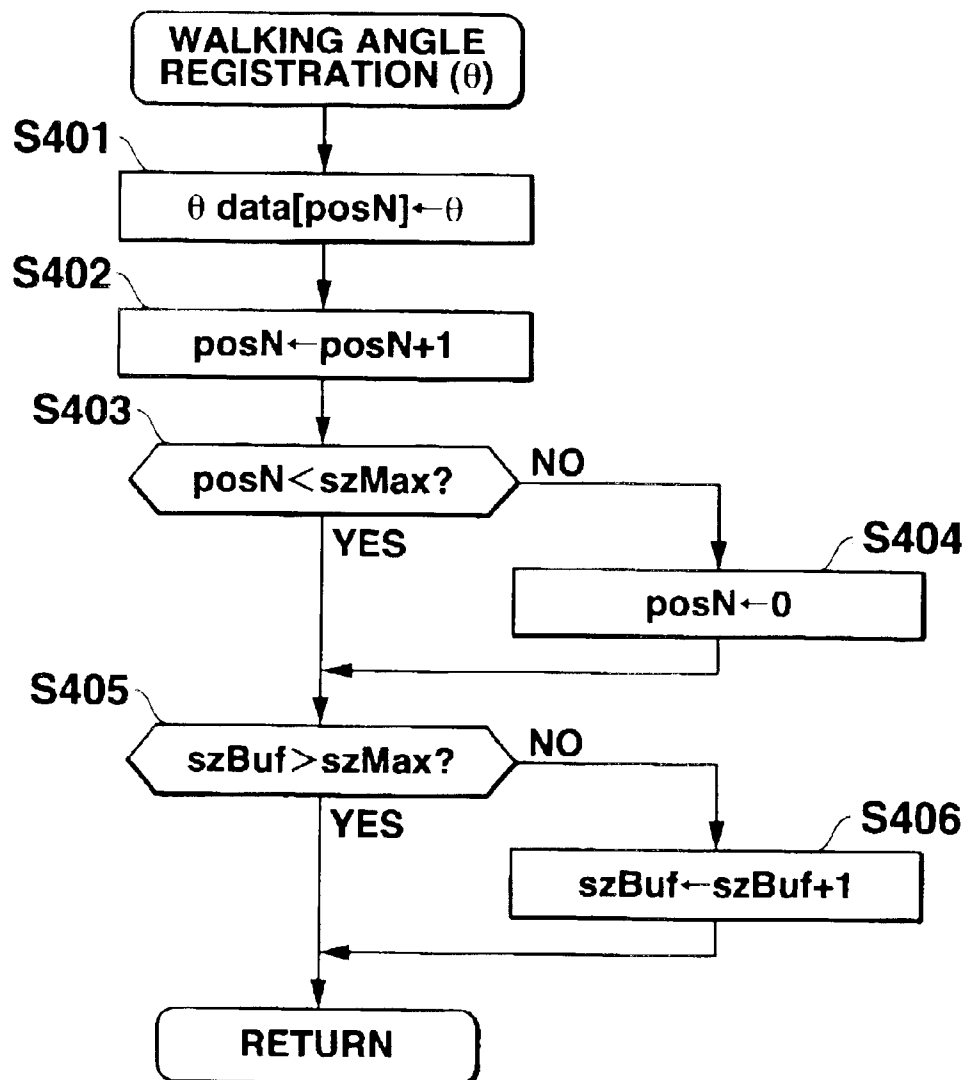 WALKING ANGLE
REGISTRATION (θ)
S401
θ data[posN]←θ
S402
posN←posN+1
S403
posN<szMax?
NO
YES
S404
posN←0
S405
szBuf>szMax?
NO
YES
S406
szBuf←szBuf+1
RETURN